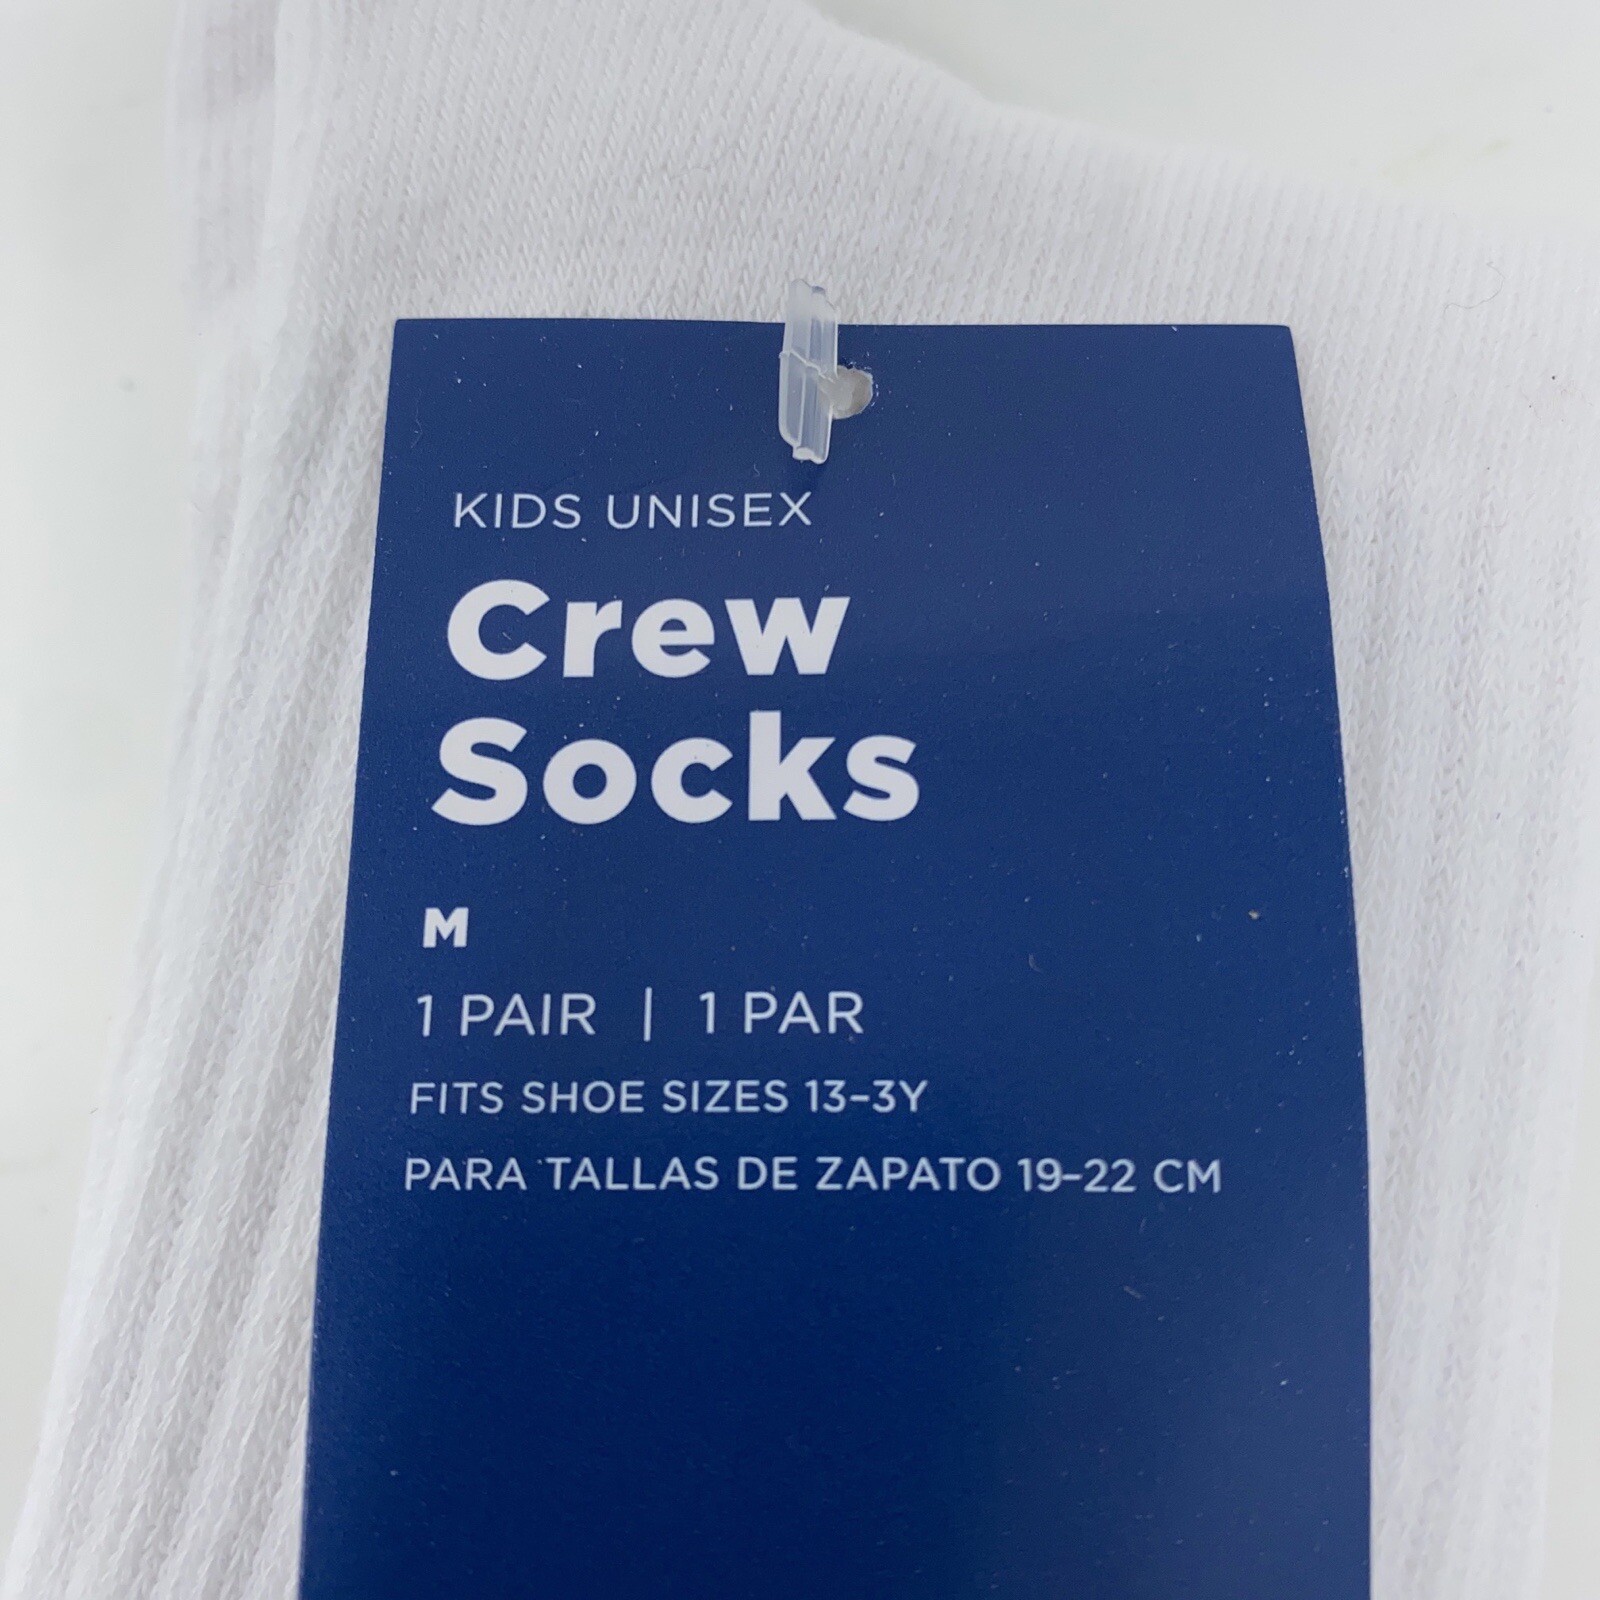 KIDS UNISEX
Crew
Socks
M
1 PAIR | 1 PAR
FITS SHOE SIZES 13-3Y
PARA TALLAS DE ZAPATO 19-22 CM